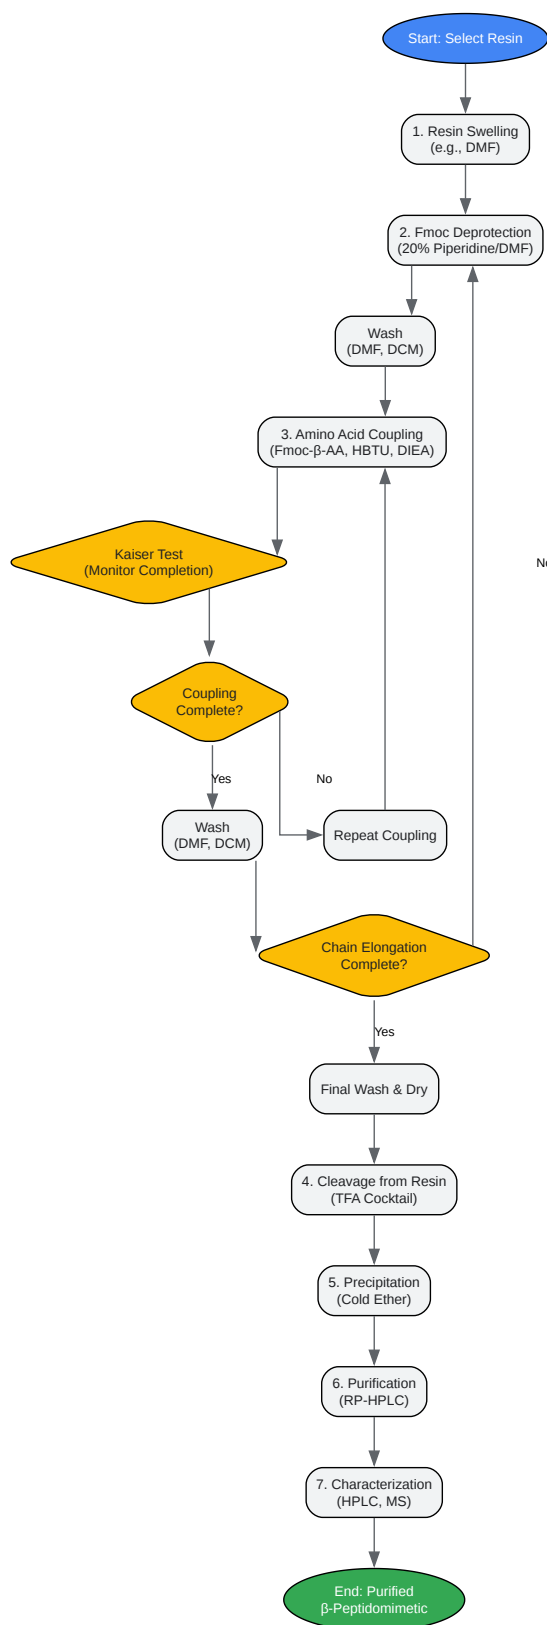 Start: Select Resin
1. Resin Swelling
(e.g., DMF)
2. Fmoc Deprotection
(20% Piperidine/DMF)
Wash
(DMF, DCM)
3. Amino Acid Coupling
(Fmoc-β-AA, HBTU, DIEA)
Kaiser Test
(Monitor Completion)
No
Coupling
Complete?
Yes
No
Wash
(DMF, DCM)
Repeat Coupling
Chain Elongation
Complete?
Yes
Final Wash & Dry
4. Cleavage from Resin
(TFA Cocktail)
5. Precipitation
(Cold Ether)
6. Purification
(RP-HPLC)
7. Characterization
(HPLC, MS)
End: Purified
β-Peptidomimetic